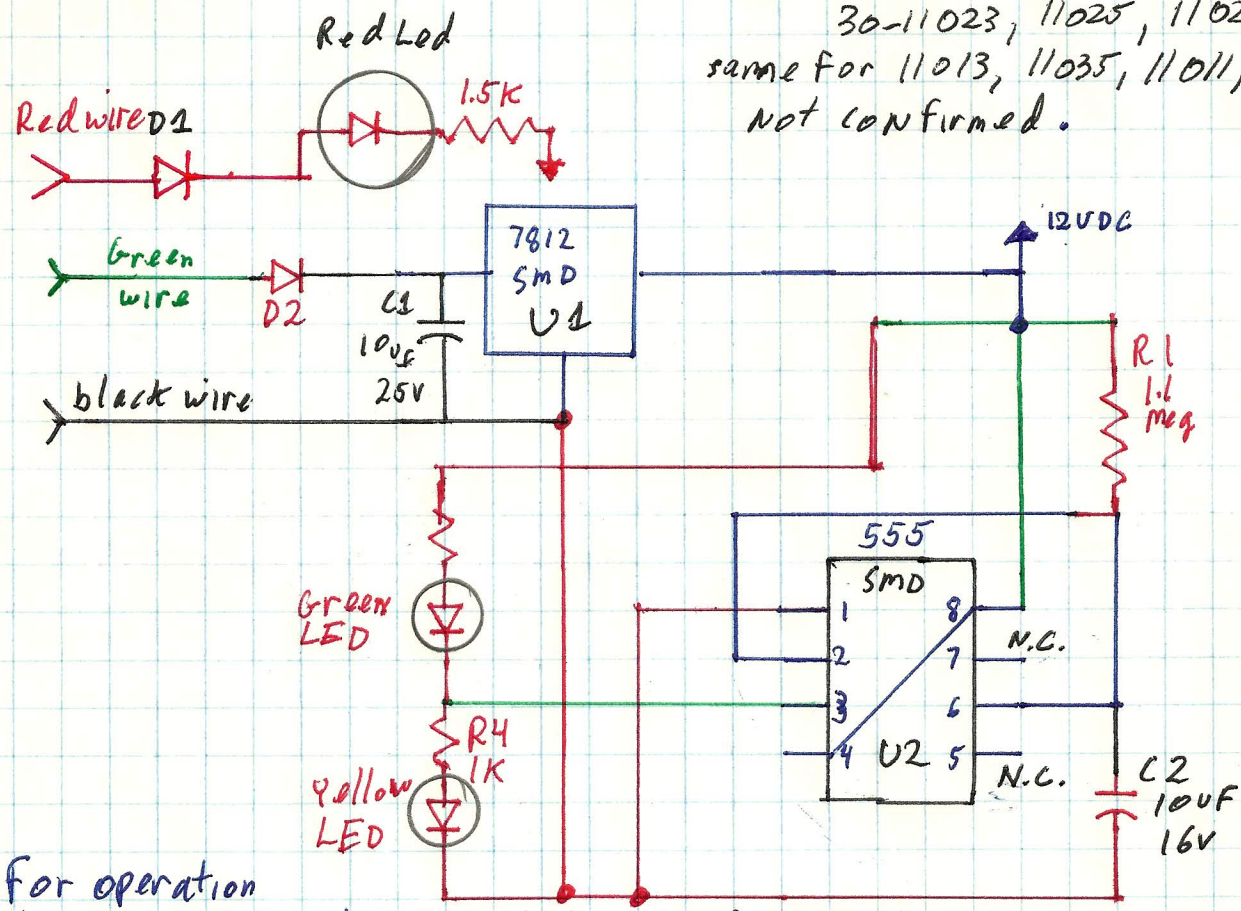 30-11023, 11025, 1102
same for 11013, 11035, 11011,
Not confirmed.
Red Led
1.5K
Red wire D1
Green
wire
D2
C1
10uf
25V
7812
SMD
U1
12VDC
black wire
R1
1.1
Meg
555
SMD
1
2
3
4
8
7
6
5
U2
N.C.
N.C.
Green
LED
R4
1K
Yellow
LED
C2
10UF
16V
For operation